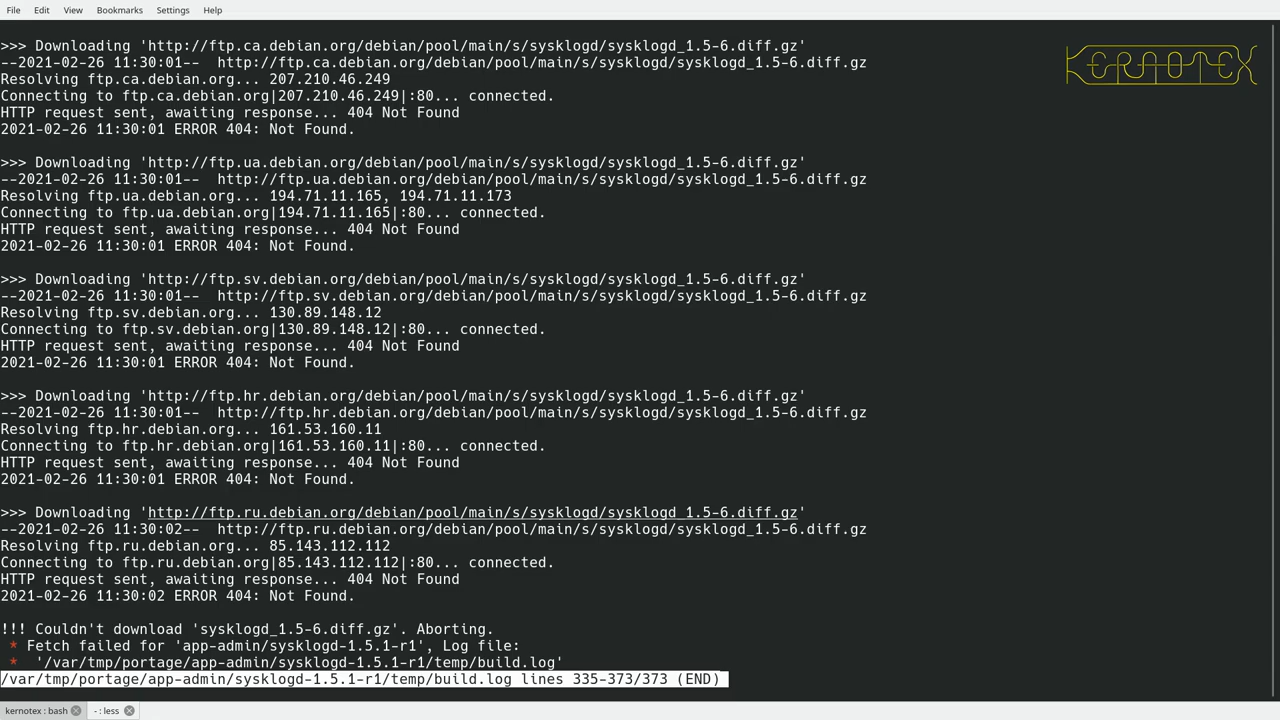 File Edit View Bookmarks Settings Help
>>> Downloading 'http://ftp.ca.debian.org/debian/pool/main/s/sysklogd/sysklogd_1.5-6.diff.gz'
--2021-02-26 11:30:01--  http://ftp.ca.debian.org/debian/pool/main/s/sysklogd/sysklogd_1.5-6.diff.gz
Resolving ftp.ca.debian.org... 207.210.46.249
Connecting to ftp.ca.debian.org|207.210.46.249|:80... connected.
HTTP request sent, awaiting response... 404 Not Found
2021-02-26 11:30:01 ERROR 404: Not Found.
KERNOTEX
>>> Downloading 'http://ftp.ua.debian.org/debian/pool/main/s/sysklogd/sysklogd_1.5-6.diff.gz'
--2021-02-26 11:30:01--  http://ftp.ua.debian.org/debian/pool/main/s/sysklogd/sysklogd_1.5-6.diff.gz
Resolving ftp.ua.debian.org... 194.71.11.165, 194.71.11.173
Connecting to ftp.ua.debian.org|194.71.11.165|:80... connected.
HTTP request sent, awaiting response... 404 Not Found
2021-02-26 11:30:01 ERROR 404: Not Found.
>>> Downloading 'http://ftp.sv.debian.org/debian/pool/main/s/sysklogd/sysklogd_1.5-6.diff.gz'
--2021-02-26 11:30:01--  http://ftp.sv.debian.org/debian/pool/main/s/sysklogd/sysklogd_1.5-6.diff.gz
Resolving ftp.sv.debian.org... 130.89.148.12
Connecting to ftp.sv.debian.org|130.89.148.12|:80... connected.
HTTP request sent, awaiting response... 404 Not Found
2021-02-26 11:30:01 ERROR 404: Not Found.
>>> Downloading 'http://ftp.hr.debian.org/debian/pool/main/s/sysklogd/sysklogd_1.5-6.diff.gz'
--2021-02-26 11:30:01--  http://ftp.hr.debian.org/debian/pool/main/s/sysklogd/sysklogd_1.5-6.diff.gz
Resolving ftp.hr.debian.org... 161.53.160.11
Connecting to ftp.hr.debian.org|161.53.160.11|:80... connected.
HTTP request sent, awaiting response... 404 Not Found
2021-02-26 11:30:01 ERROR 404: Not Found.
>>> Downloading 'http://ftp.ru.debian.org/debian/pool/main/s/sysklogd/sysklogd_1.5-6.diff.gz'
--2021-02-26 11:30:02--  http://ftp.ru.debian.org/debian/pool/main/s/sysklogd/sysklogd_1.5-6.diff.gz
Resolving ftp.ru.debian.org... 85.143.112.112
Connecting to ftp.ru.debian.org|85.143.112.112|:80... connected.
HTTP request sent, awaiting response... 404 Not Found
2021-02-26 11:30:02 ERROR 404: Not Found.
!!! Couldn't download 'sysklogd_1.5-6.diff.gz'. Aborting.
* Fetch failed for 'app-admin/sysklogd-1.5.1-r1', Log file:
*  '/var/tmp/portage/app-admin/sysklogd-1.5.1-r1/temp/build.log'
/var/tmp/portage/app-admin/sysklogd-1.5.1-r1/temp/build.log lines 335-373/373 (END)
kernotex : bash - : less